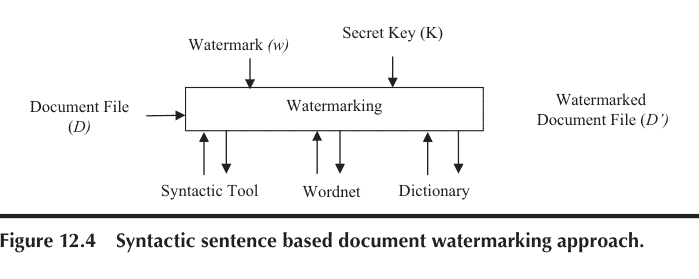 Watermark (w)
Secret Key (K)
Document File
(D)
Watermarking
Watermarked
Document File (D’)
Syntactic Tool
Wordnet
Dictionary
Figure 12.4 Syntactic sentence based document watermarking approach.